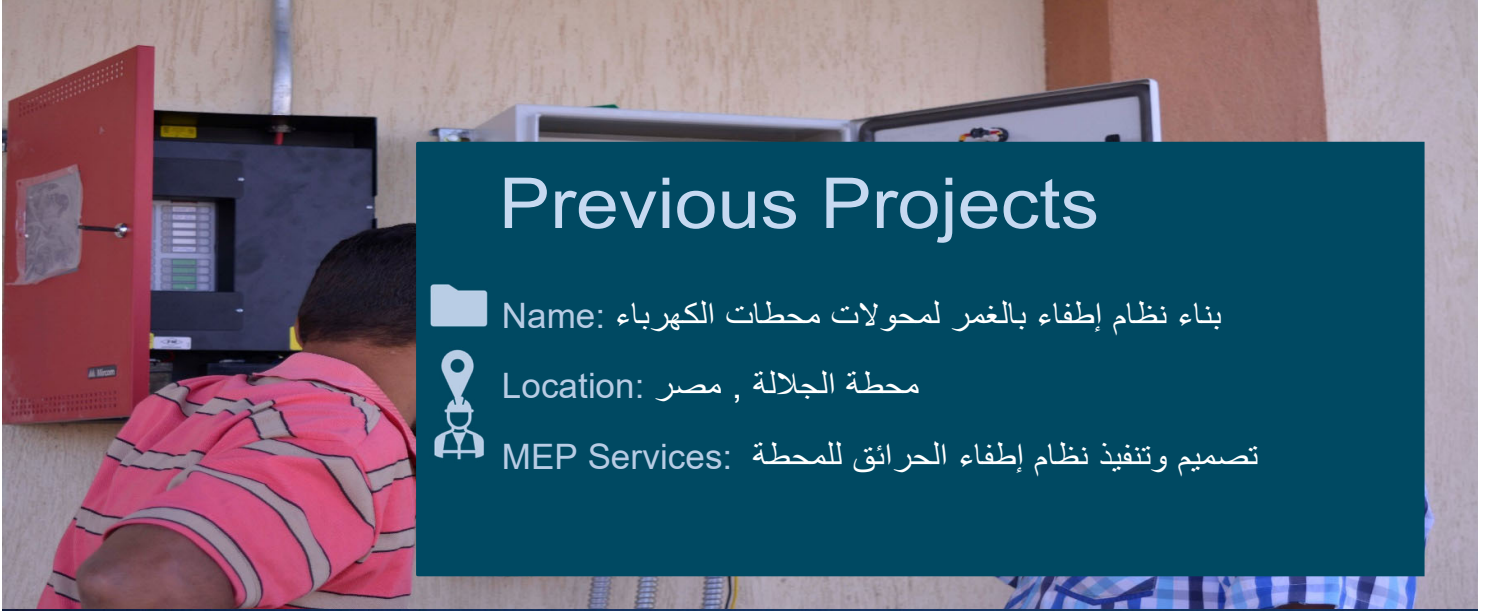 Previous Projects
Name: بناء نظام إطفاء بالغمر لمحولات محطات الكهرباء
Location: محطة الجلالة , مصر
MEP Services: تصميم وتنفيذ نظام إطفاء الحرائق للمحطة